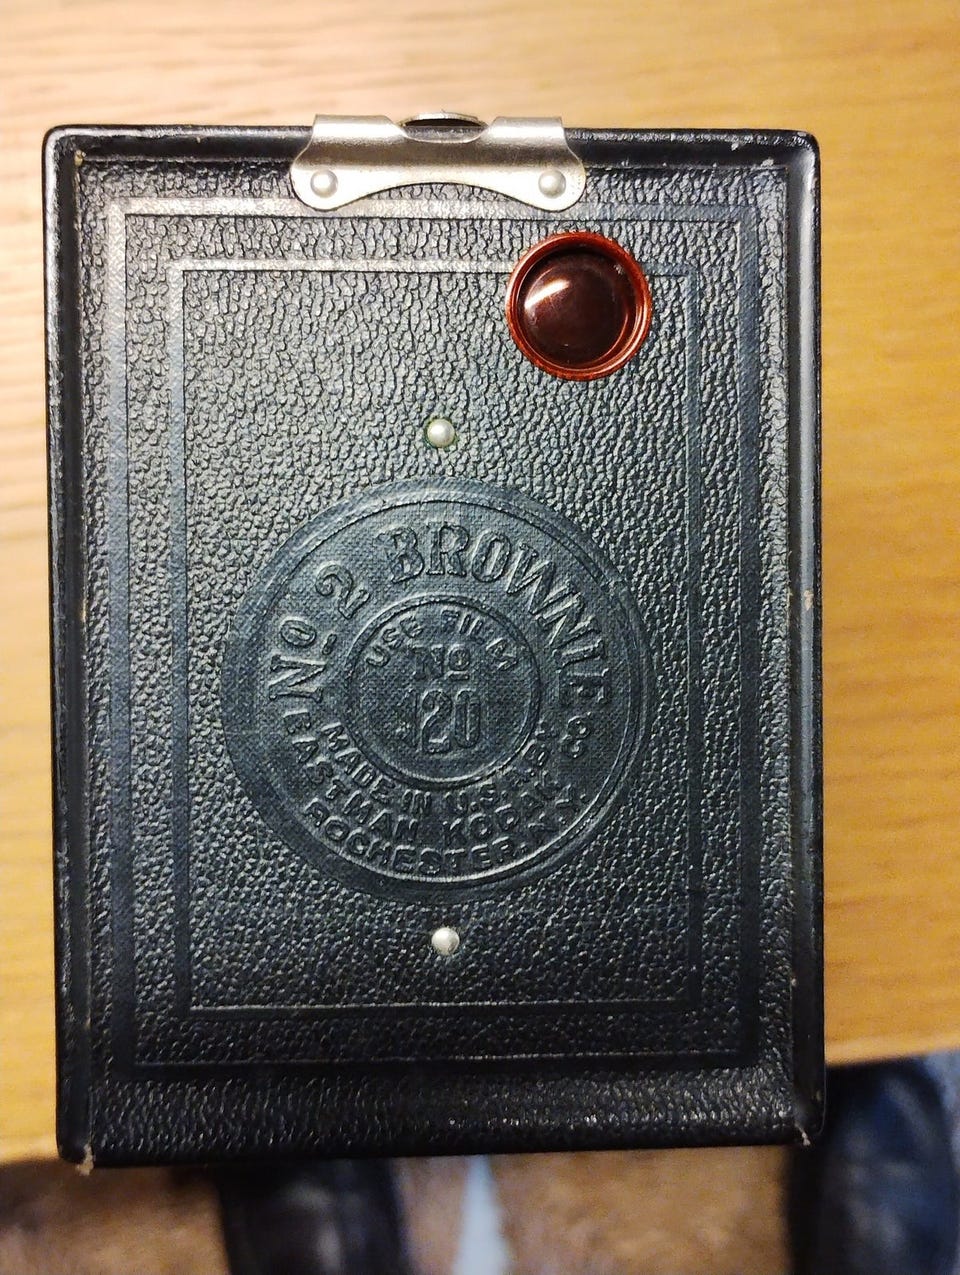 No 2 BROWNIE
USE FILM
No
120
MADE IN U.S.A. BY
EASTMAN KODAK Co
ROCHESTER, N.Y.